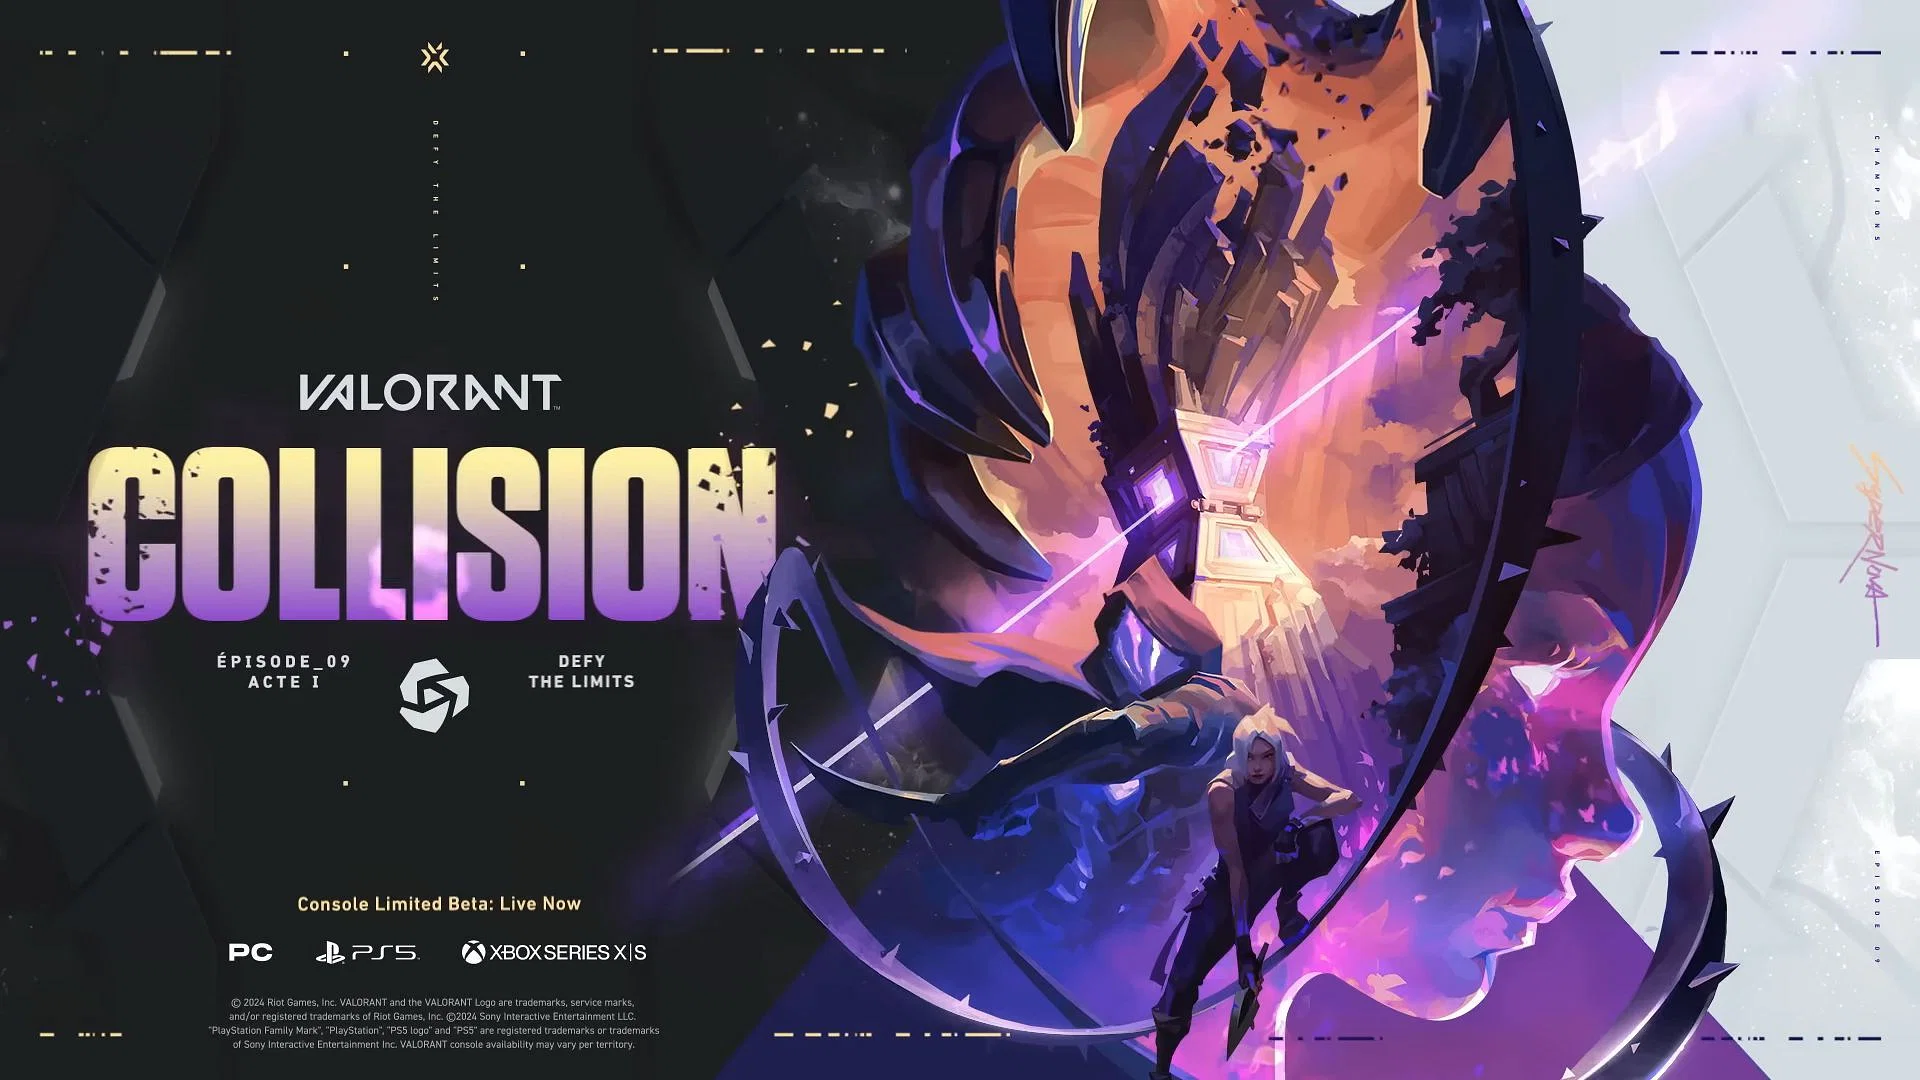 DEFY THE LIMITS
CHAMPIONS
VALORANT™
COLLISION
ÉPISODE_09
ACTE I
DEFY
THE LIMITS
SUPERNOVA
Console Limited Beta: Live Now
PC PS5. XBOX SERIES X|S
EPISODE 09
© 2024 Riot Games, Inc. VALORANT and the VALORANT Logo are trademarks, service marks,
and/or registered trademarks of Riot Games, Inc. ©2024 Sony Interactive Entertainment LLC.
"PlayStation Family Mark", "PlayStation", "PS5 logo" and "PS5" are registered trademarks or trademarks
of Sony Interactive Entertainment Inc. VALORANT console availability may vary per territory.